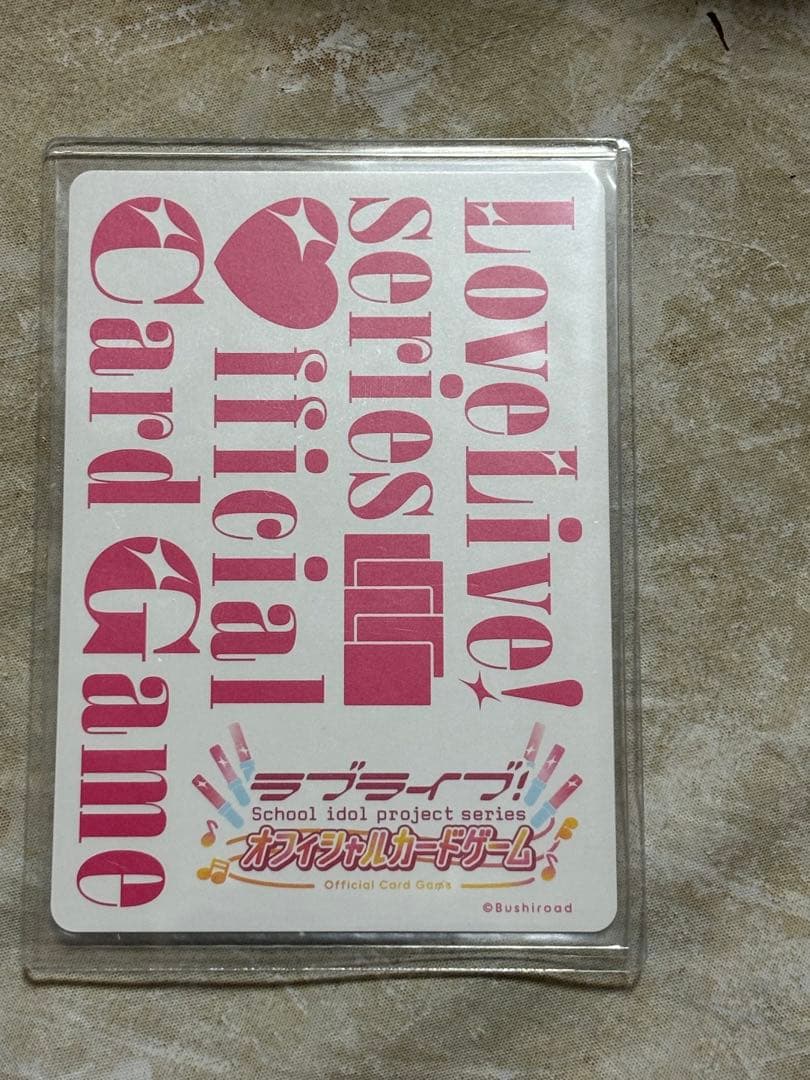 LoveLive!
series
Official
Card Game
ラブライブ!
School idol project series
オフィシャルカードゲーム
Official Card Game
©Bushiroad